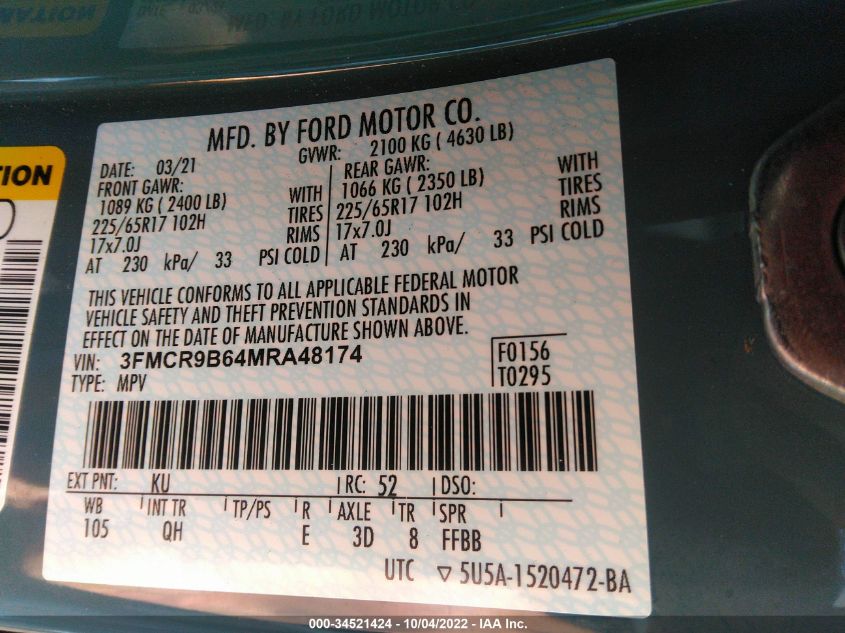 MFD. BY FORD MOTOR CO.
DATE: 03/21
GVWR: 2100 KG ( 4630 LB)
FRONT GAWR:
1089 KG ( 2400 LB) WITH
225/65R17 102H TIRES
17x7.0J RIMS
AT 230 kPa/ 33 PSI COLD
REAR GAWR: WITH
1066 KG ( 2350 LB) TIRES
225/65R17 102H RIMS
17x7.0J
AT 230 kPa/ 33 PSI COLD
THIS VEHICLE CONFORMS TO ALL APPLICABLE FEDERAL MOTOR
VEHICLE SAFETY AND THEFT PREVENTION STANDARDS IN
EFFECT ON THE DATE OF MANUFACTURE SHOWN ABOVE.
VIN: 3FMCR9B64MRA48174
TYPE: MPV
F0156
T0295
EXT PNT: KU RC: 52 DSO:
WB INT TR TP/PS R AXLE TR SPR
105 QH E 3D 8 FFBB
UTC ▽ 5U5A-1520472-BA
000-34521424 - 10/04/2022 - IAA Inc.